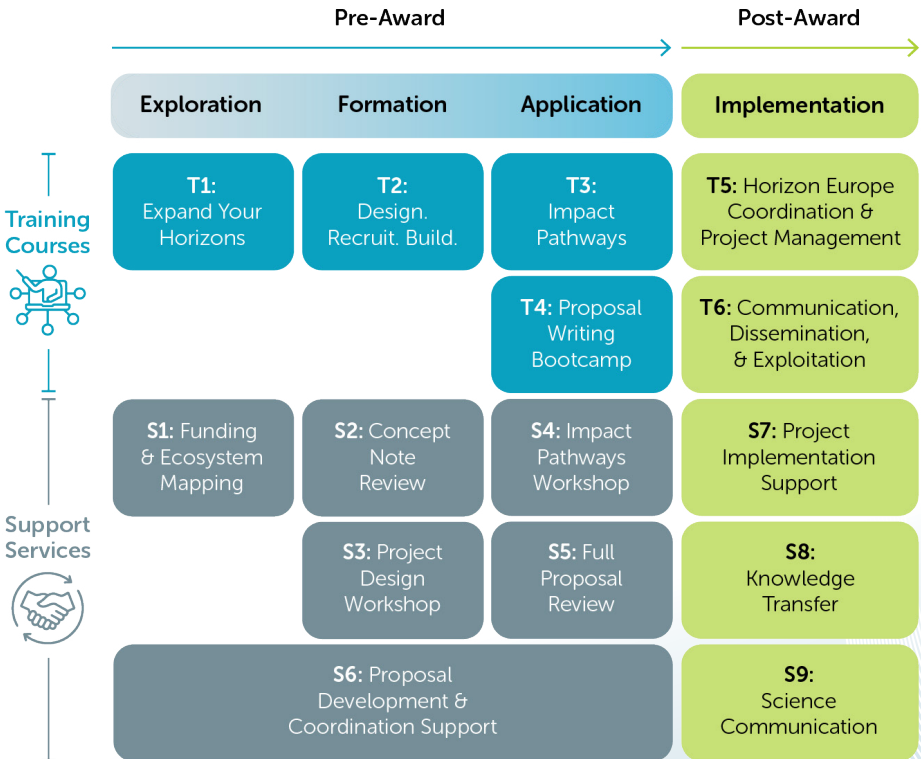 Pre-Award
Post-Award
Exploration
Formation
Application
Implementation
Training
Courses
T1:
Expand Your
Horizons
T2:
Design.
Recruit. Build.
T3:
Impact
Pathways
T5: Horizon Europe
Coordination &
Project Management
T4: Proposal
Writing
Bootcamp
T6: Communication,
Dissemination,
& Exploitation
Support
Services
S1: Funding
& Ecosystem
Mapping
S2: Concept
Note
Review
S4: Impact
Pathways
Workshop
S7: Project
Implementation
Support
S3: Project
Design
Workshop
S5: Full
Proposal
Review
S8:
Knowledge
Transfer
S6: Proposal
Development &
Coordination Support
S9:
Science
Communication